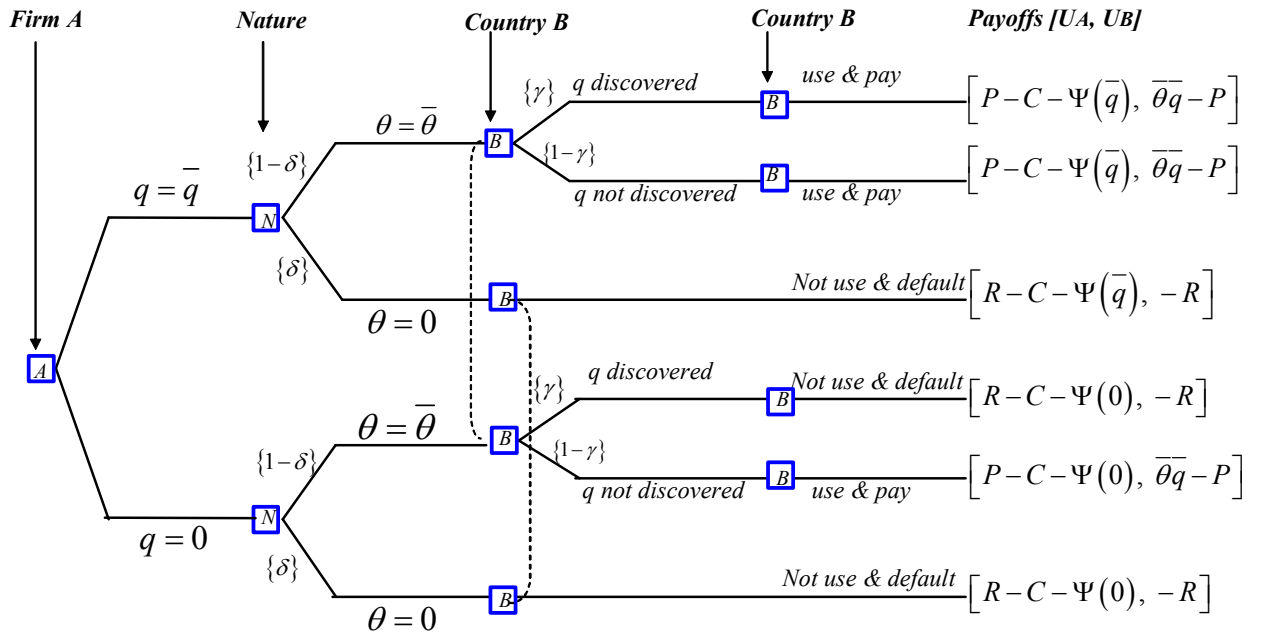 Firm A Nature Country B Country B Payoffs [UA, UB]
{γ} q discovered B use & pay [P − C − Ψ(q̅), θ̅q̅ − P]
θ = θ̅ B
{1−γ} q not discovered B use & pay [P − C − Ψ(q̅), θ̅q̅ − P]
{1−δ}
q = q̅ N
{δ}
θ = 0 B Not use & default [R − C − Ψ(q̅), −R]
A
{γ} q discovered B Not use & default [R − C − Ψ(0), −R]
θ = θ̅ B
{1−γ} q not discovered B use & pay [P − C − Ψ(0), θ̅q̅ − P]
{1−δ}
q = 0 N
{δ}
θ = 0 B Not use & default [R − C − Ψ(0), −R]